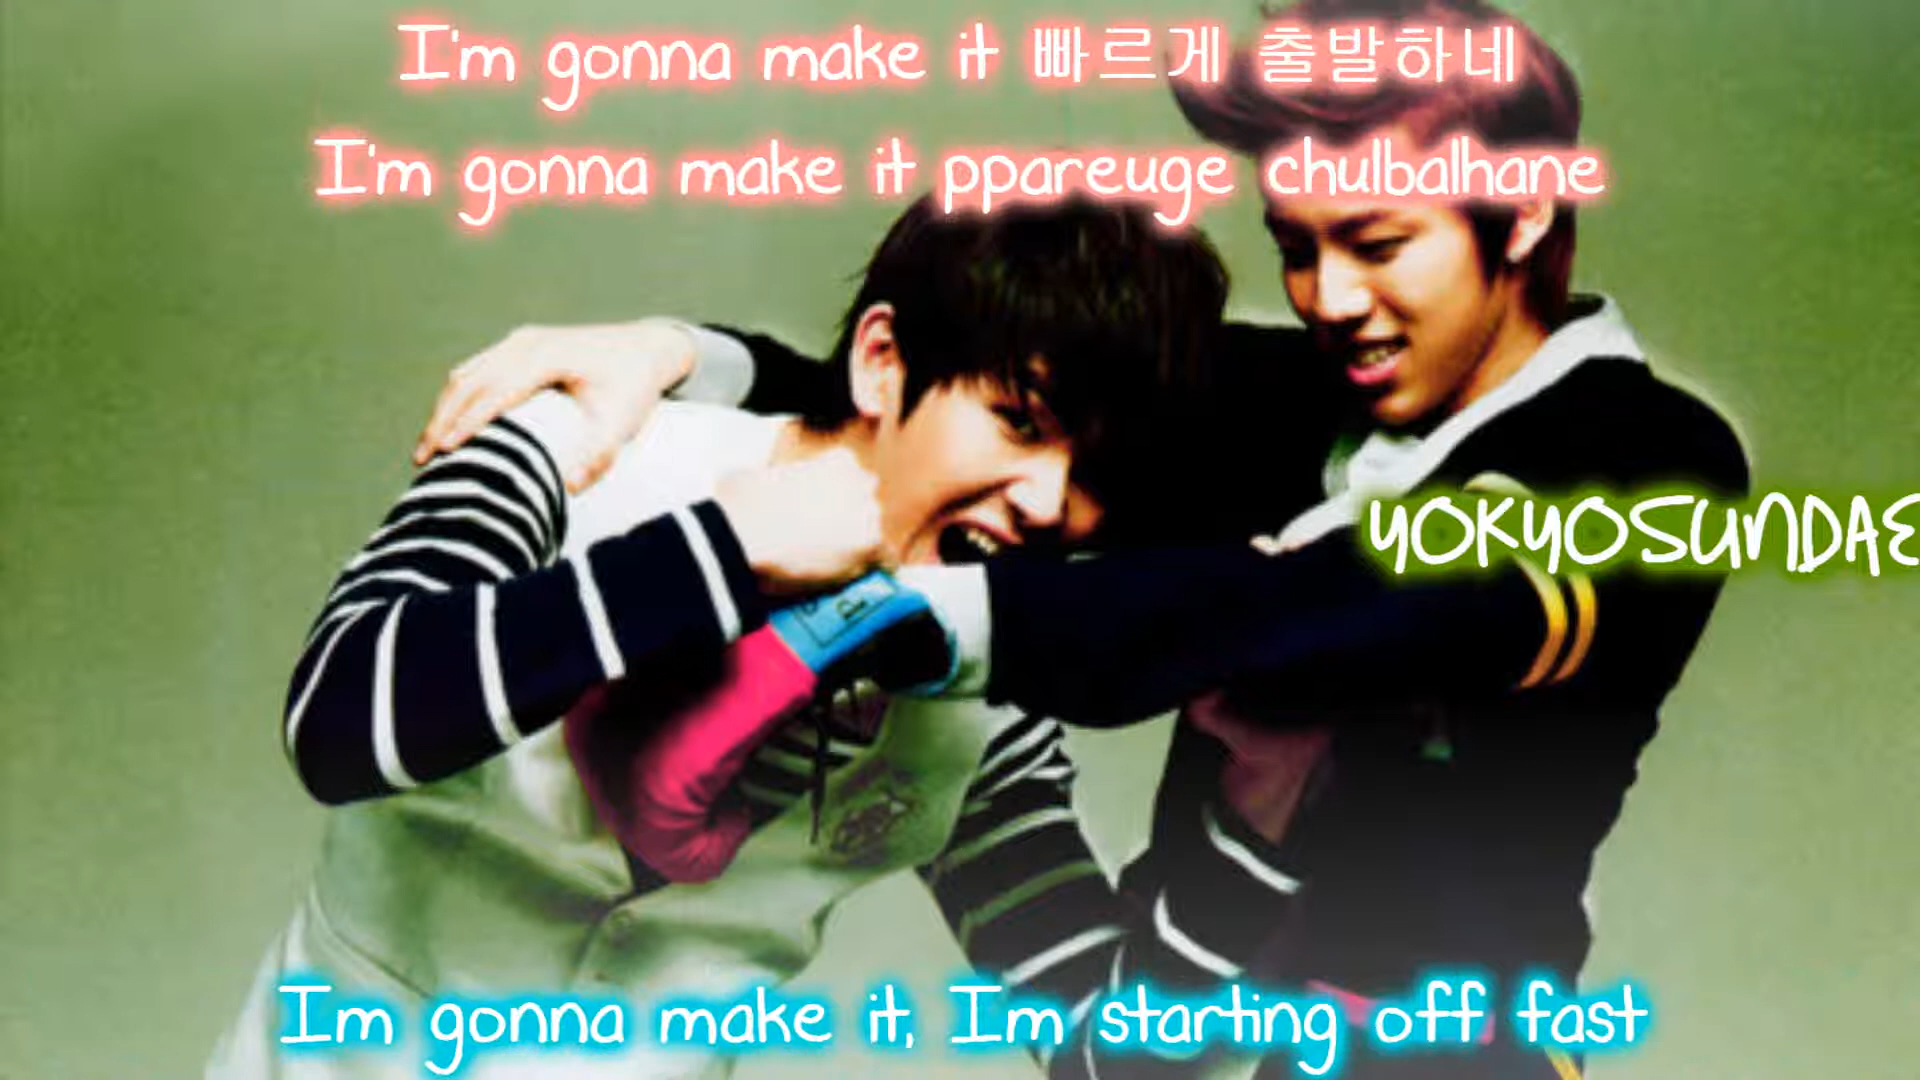 I'm gonna make it 빠르게 출발하네
I'm gonna make it ppareuge chulbalhane
YOKYOSUNDAE
Im gonna make it, Im starting off fast